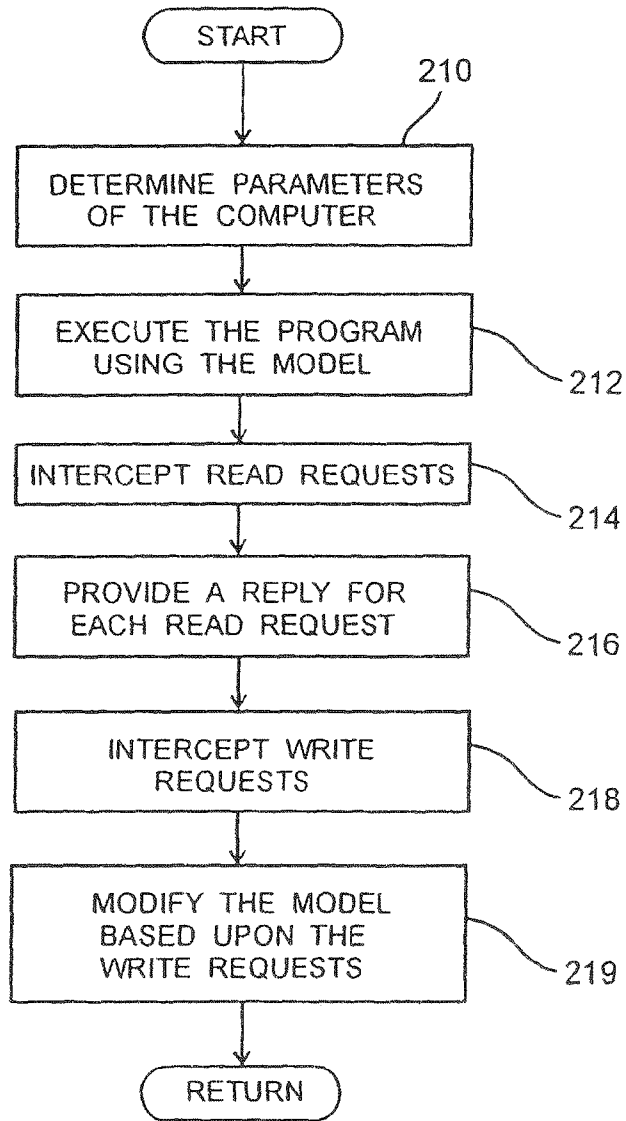 START
210
DETERMINE PARAMETERS
OF THE COMPUTER
EXECUTE THE PROGRAM
USING THE MODEL
212
INTERCEPT READ REQUESTS
214
PROVIDE A REPLY FOR
EACH READ REQUEST
216
INTERCEPT WRITE
REQUESTS
218
MODIFY THE MODEL
BASED UPON THE
WRITE REQUESTS
219
RETURN